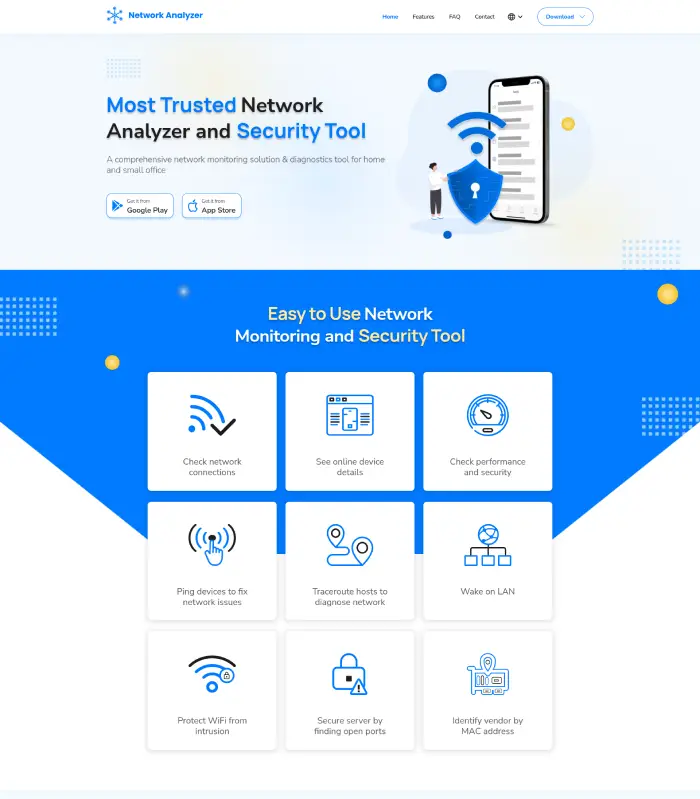 Network Analyzer
Home Features FAQ Contact Download
Most Trusted Network
Analyzer and Security Tool
A comprehensive network monitoring solution & diagnostics tool for home
and small office
Get it from
Google Play
Get it from
App Store
Easy to Use Network
Monitoring and Security Tool
Check network
connections
See online device
details
Check performance
and security
Ping devices to fix
network issues
Traceroute hosts to
diagnose network
Wake on LAN
Protect WiFi from
intrusion
Secure server by
finding open ports
Identify vendor by
MAC address